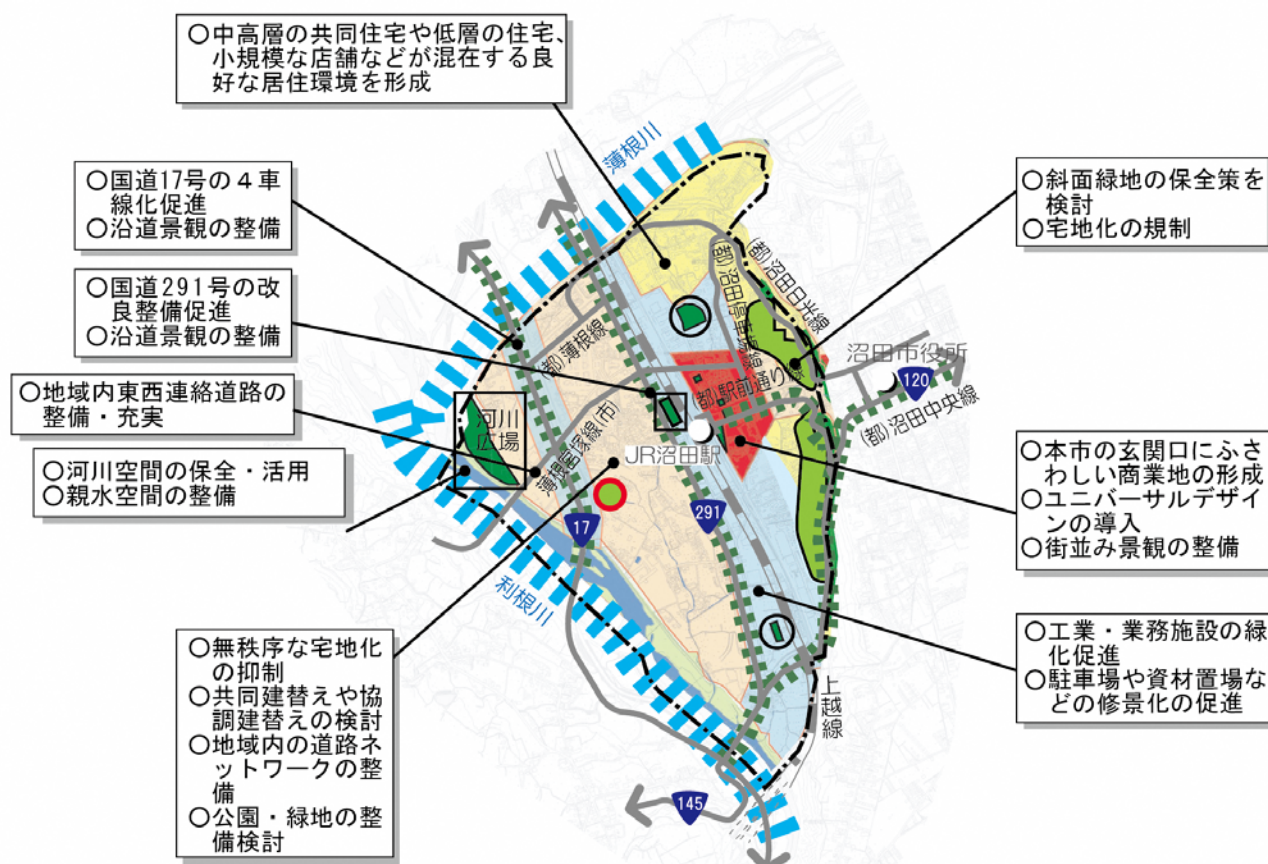 ○中高層の共同住宅や低層の住宅、
小規模な店舗などが混在する良
好な居住環境を形成
○国道17号の4車
線化促進
○沿道景観の整備
○国道291号の改
良整備促進
○沿道景観の整備
○地域内東西連絡道路の
整備・充実
○河川空間の保全・活用
○親水空間の整備
○無秩序な宅地化
の抑制
○共同建替えや協
調建替えの検討
○地域内の道路ネ
ットワークの整
備
○公園・緑地の整
備検討
○斜面緑地の保全策を
検討
○宅地化の規制
○本市の玄関口にふさ
わしい商業地の形成
○ユニバーサルデザイ
ンの導入
○街並み景観の整備
○工業・業務施設の緑
化促進
○駐車場や資材置場な
どの修景化の促進
薄根川
(都)沼田日光線
(都)沼田停車場線
(都)薄根線
沼田市役所
120
(都)駅前通り線
(都)沼田中央線
河川
広場
JR沼田駅
17
291
利根川
上越線
145